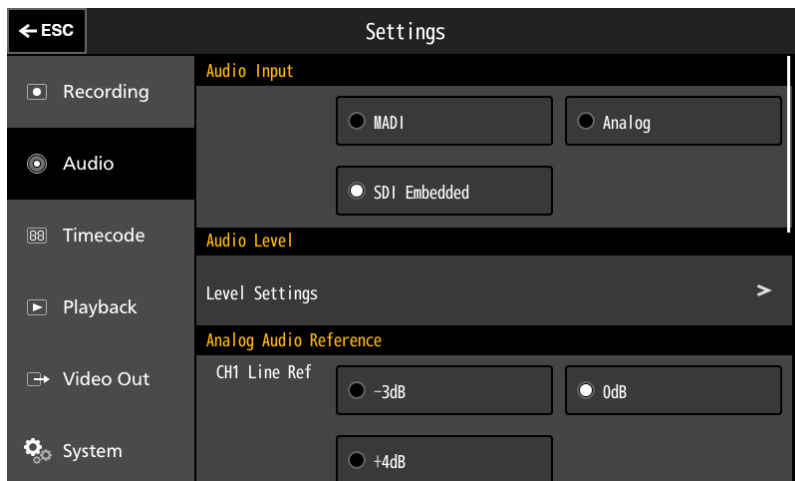 ← ESC
Settings
Recording
Audio
88 Timecode
Playback
Video Out
System
Audio Input
MADI
Analog
SDI Embedded
Audio Level
Level Settings >
Analog Audio Reference
CH1 Line Ref
-3dB
0dB
+4dB